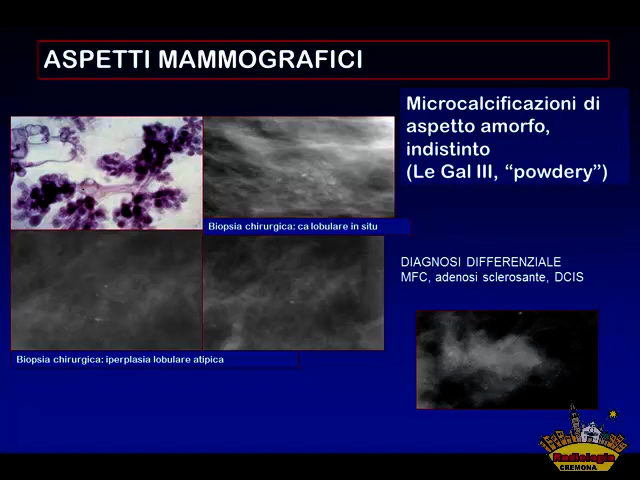 ASPETTI MAMMOGRAFICI
Microcalcificazioni di
aspetto amorfo,
indistinto
(Le Gal III, “powdery”)
Biopsia chirurgica: ca lobulare in situ
DIAGNOSI DIFFERENZIALE
MFC, adenosi sclerosante, DCIS
Biopsia chirurgica: iperplasia lobulare atipica
Radiologia
CREMONA